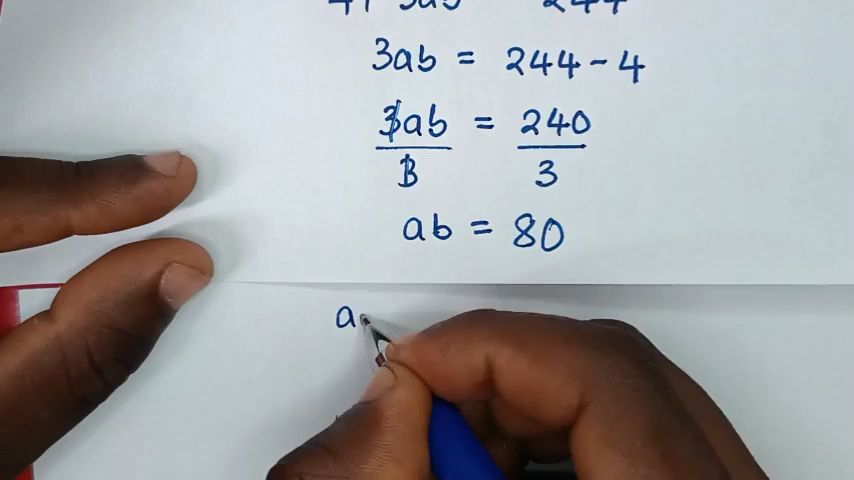 3ab = 244 - 4
3ab = 240
3 3
ab = 80
a